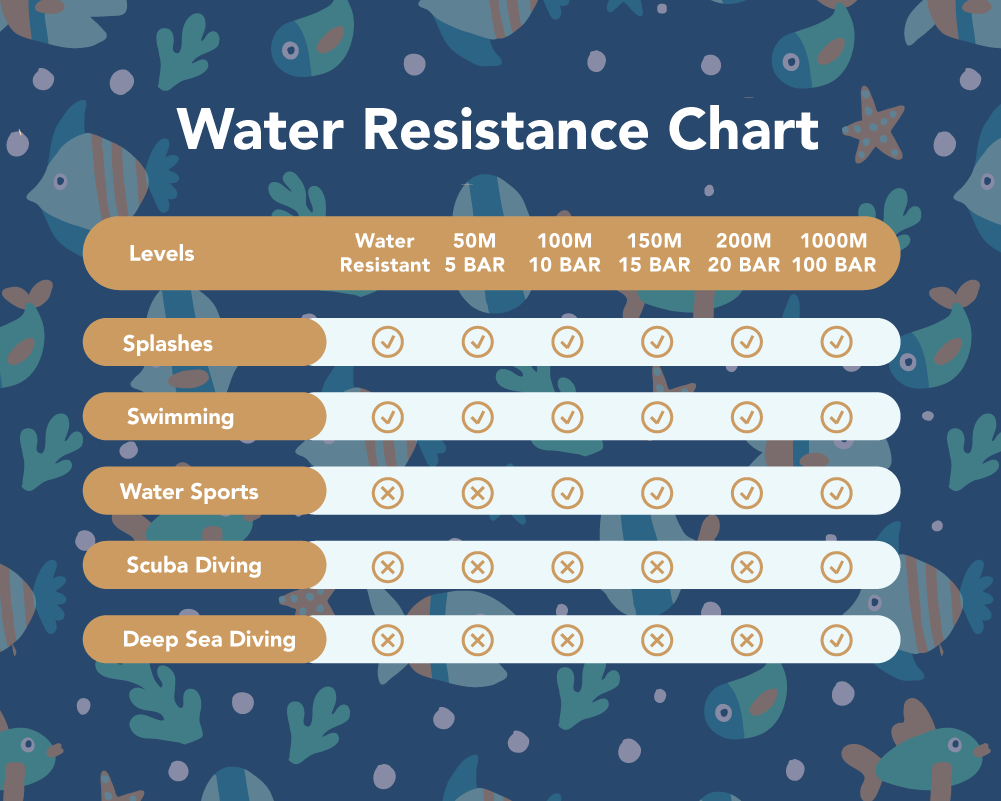 Water Resistance Chart
Levels
Water Resistant
50M 5 BAR
100M 10 BAR
150M 15 BAR
200M 20 BAR
1000M 100 BAR
Splashes
Swimming
Water Sports
Scuba Diving
Deep Sea Diving